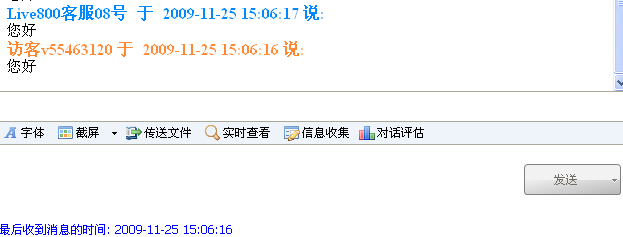 Live800客服08号 于 2009-11-25 15:06:17 说:
您好
访客v55463120 于 2009-11-25 15:06:16 说:
您好
字体 截屏 传送文件 实时查看 信息收集 对话评估
发送
最后收到消息的时间: 2009-11-25 15:06:16